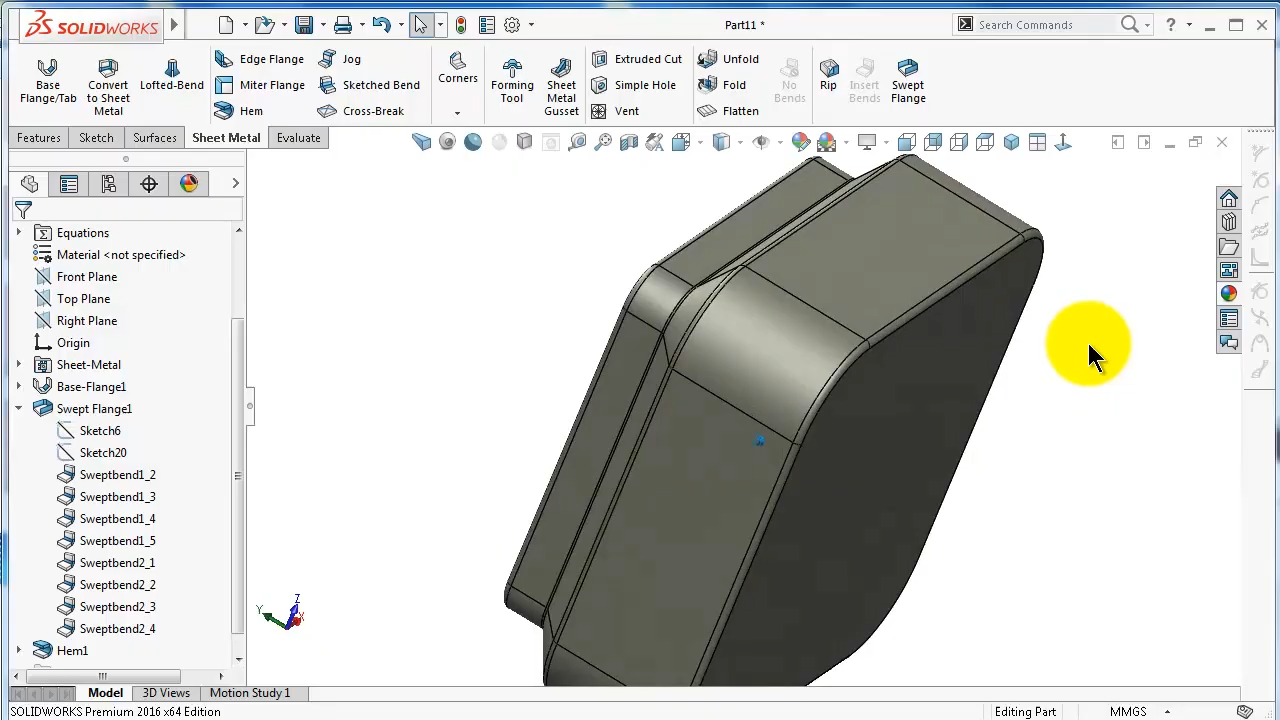 SOLIDWORKS
Part11 *
Search Commands
Base Flange/Tab
Convert to Sheet Metal
Lofted-Bend
Edge Flange
Miter Flange
Hem
Jog
Sketched Bend
Cross-Break
Corners
Forming Tool
Sheet Metal Gusset
Extruded Cut
Simple Hole
Vent
Unfold
Fold
Flatten
No Bends
Rip
Insert Bends
Swept Flange
Features
Sketch
Surfaces
Sheet Metal
Evaluate
Equations
Material <not specified>
Front Plane
Top Plane
Right Plane
Origin
Sheet-Metal
Base-Flange1
Swept Flange1
Sketch6
Sketch20
Sweptbend1_2
Sweptbend1_3
Sweptbend1_4
Sweptbend1_5
Sweptbend2_1
Sweptbend2_2
Sweptbend2_3
Sweptbend2_4
Hem1
Z
Y
X
Model
3D Views
Motion Study 1
SOLIDWORKS Premium 2016 x64 Edition
Editing Part
MMGS